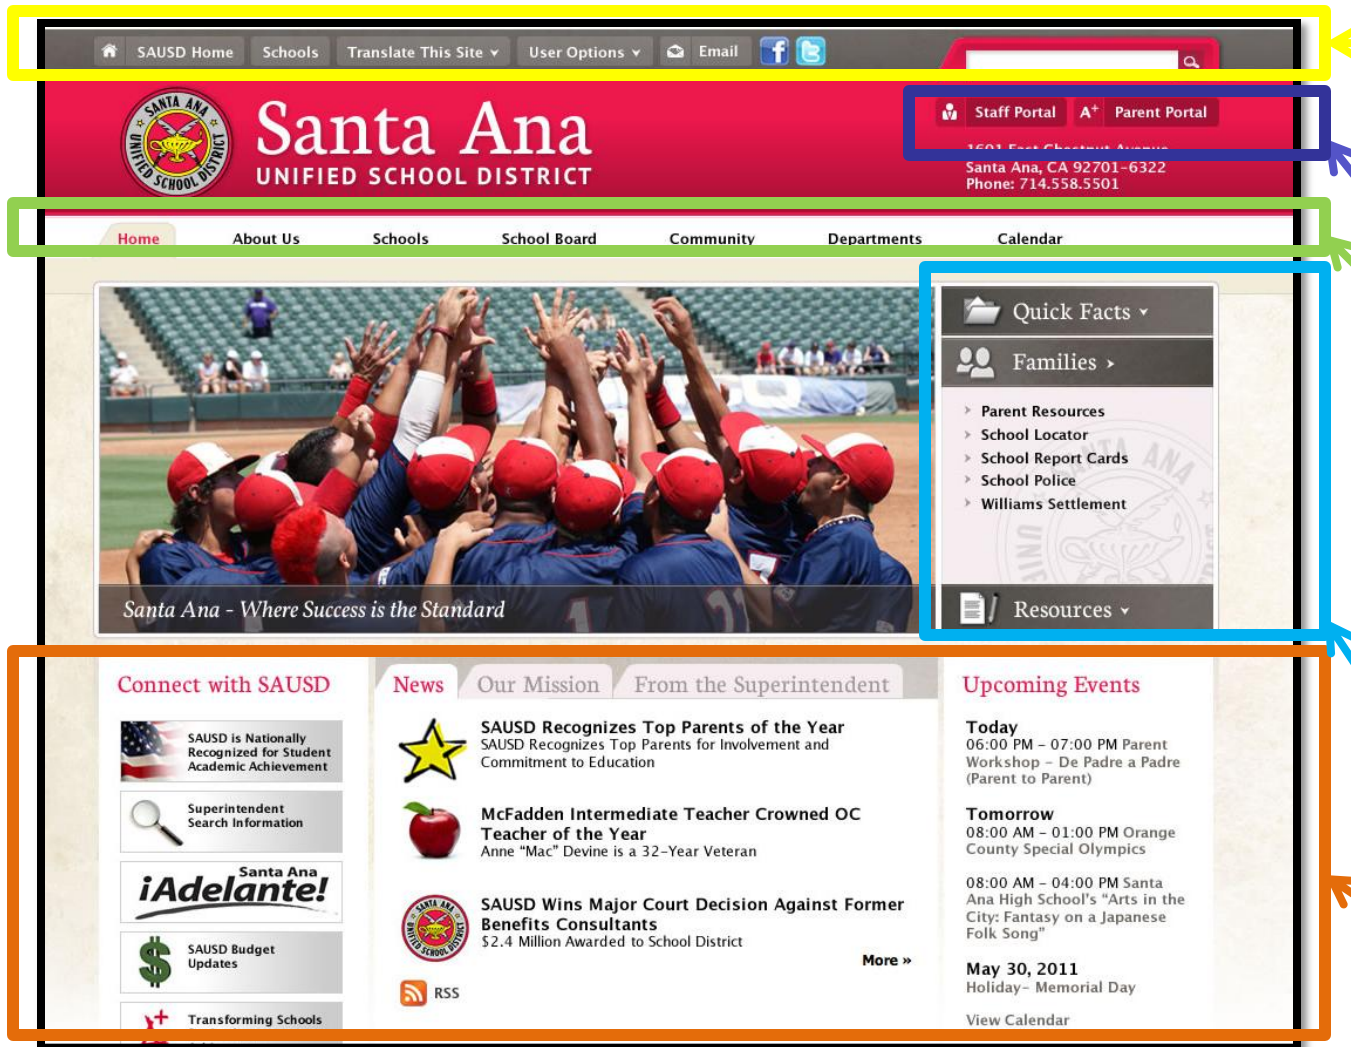 SAUSD Home
Schools
Translate This Site
User Options
Email
SANTA ANA
UNIFIED SCHOOL DISTRICT
Santa Ana
UNIFIED SCHOOL DISTRICT
Staff Portal
A+ Parent Portal
1601 East Chestnut Avenue
Santa Ana, CA 92701-6322
Phone: 714.558.5501
Home
About Us
Schools
School Board
Community
Departments
Calendar
Santa Ana - Where Success is the Standard
Quick Facts
Families
Parent Resources
School Locator
School Report Cards
School Police
Williams Settlement
Resources
Connect with SAUSD
SAUSD is Nationally
Recognized for Student
Academic Achievement
Superintendent
Search Information
Santa Ana
¡Adelante!
SAUSD Budget
Updates
Transforming Schools
News
Our Mission
From the Superintendent
SAUSD Recognizes Top Parents of the Year
SAUSD Recognizes Top Parents for Involvement and
Commitment to Education
McFadden Intermediate Teacher Crowned OC
Teacher of the Year
Anne “Mac” Devine is a 32-Year Veteran
SANTA ANA
UNIFIED SCHOOL DISTRICT
SAUSD Wins Major Court Decision Against Former
Benefits Consultants
$2.4 Million Awarded to School District
More »
RSS
Upcoming Events
Today
06:00 PM - 07:00 PM Parent
Workshop - De Padre a Padre
(Parent to Parent)
Tomorrow
08:00 AM - 01:00 PM Orange
County Special Olympics
08:00 AM - 04:00 PM Santa
Ana High School's “Arts in the
City: Fantasy on a Japanese
Folk Song”
May 30, 2011
Holiday- Memorial Day
View Calendar